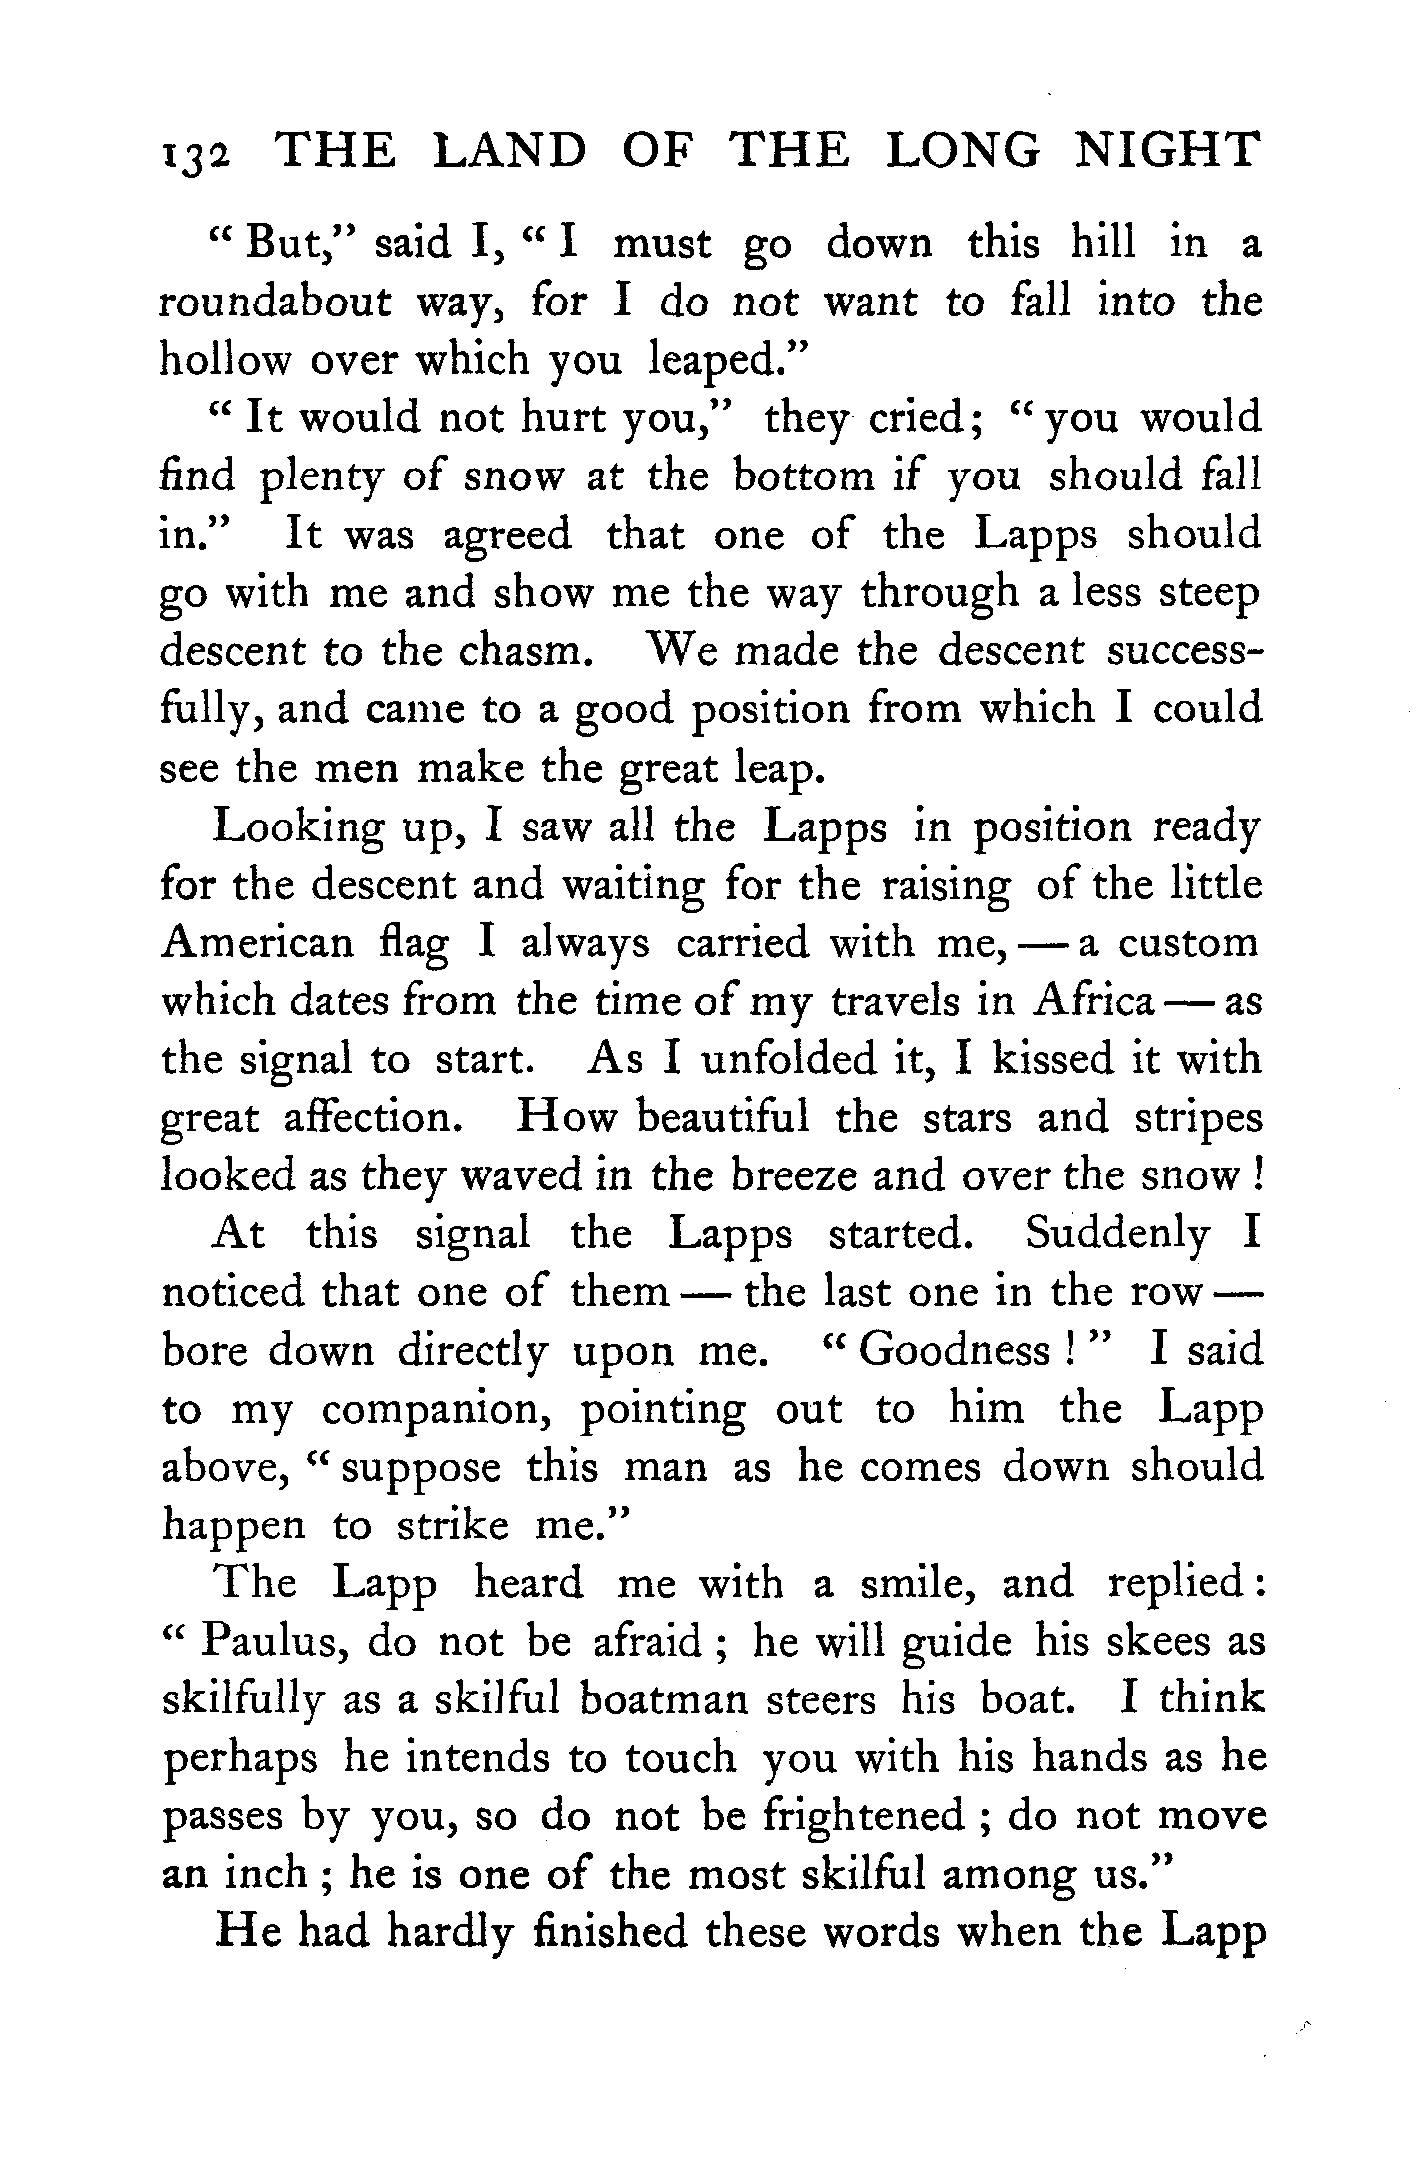 132 THE LAND OF THE LONG NIGHT
“ But,” said I, “ I must go down this hill in a
roundabout way, for I do not want to fall into the
hollow over which you leaped.”
“ It would not hurt you,” they cried; “ you would
find plenty of snow at the bottom if you should fall
in.” It was agreed that one of the Lapps should
go with me and show me the way through a less steep
descent to the chasm. We made the descent success-
fully, and came to a good position from which I could
see the men make the great leap.
Looking up, I saw all the Lapps in position ready
for the descent and waiting for the raising of the little
American flag I always carried with me, — a custom
which dates from the time of my travels in Africa — as
the signal to start. As I unfolded it, I kissed it with
great affection. How beautiful the stars and stripes
looked as they waved in the breeze and over the snow !
At this signal the Lapps started. Suddenly I
noticed that one of them — the last one in the row —
bore down directly upon me. “ Goodness ! ” I said
to my companion, pointing out to him the Lapp
above, “ suppose this man as he comes down should
happen to strike me.”
The Lapp heard me with a smile, and replied :
“ Paulus, do not be afraid ; he will guide his skees as
skilfully as a skilful boatman steers his boat. I think
perhaps he intends to touch you with his hands as he
passes by you, so do not be frightened ; do not move
an inch ; he is one of the most skilful among us.”
He had hardly finished these words when the Lapp